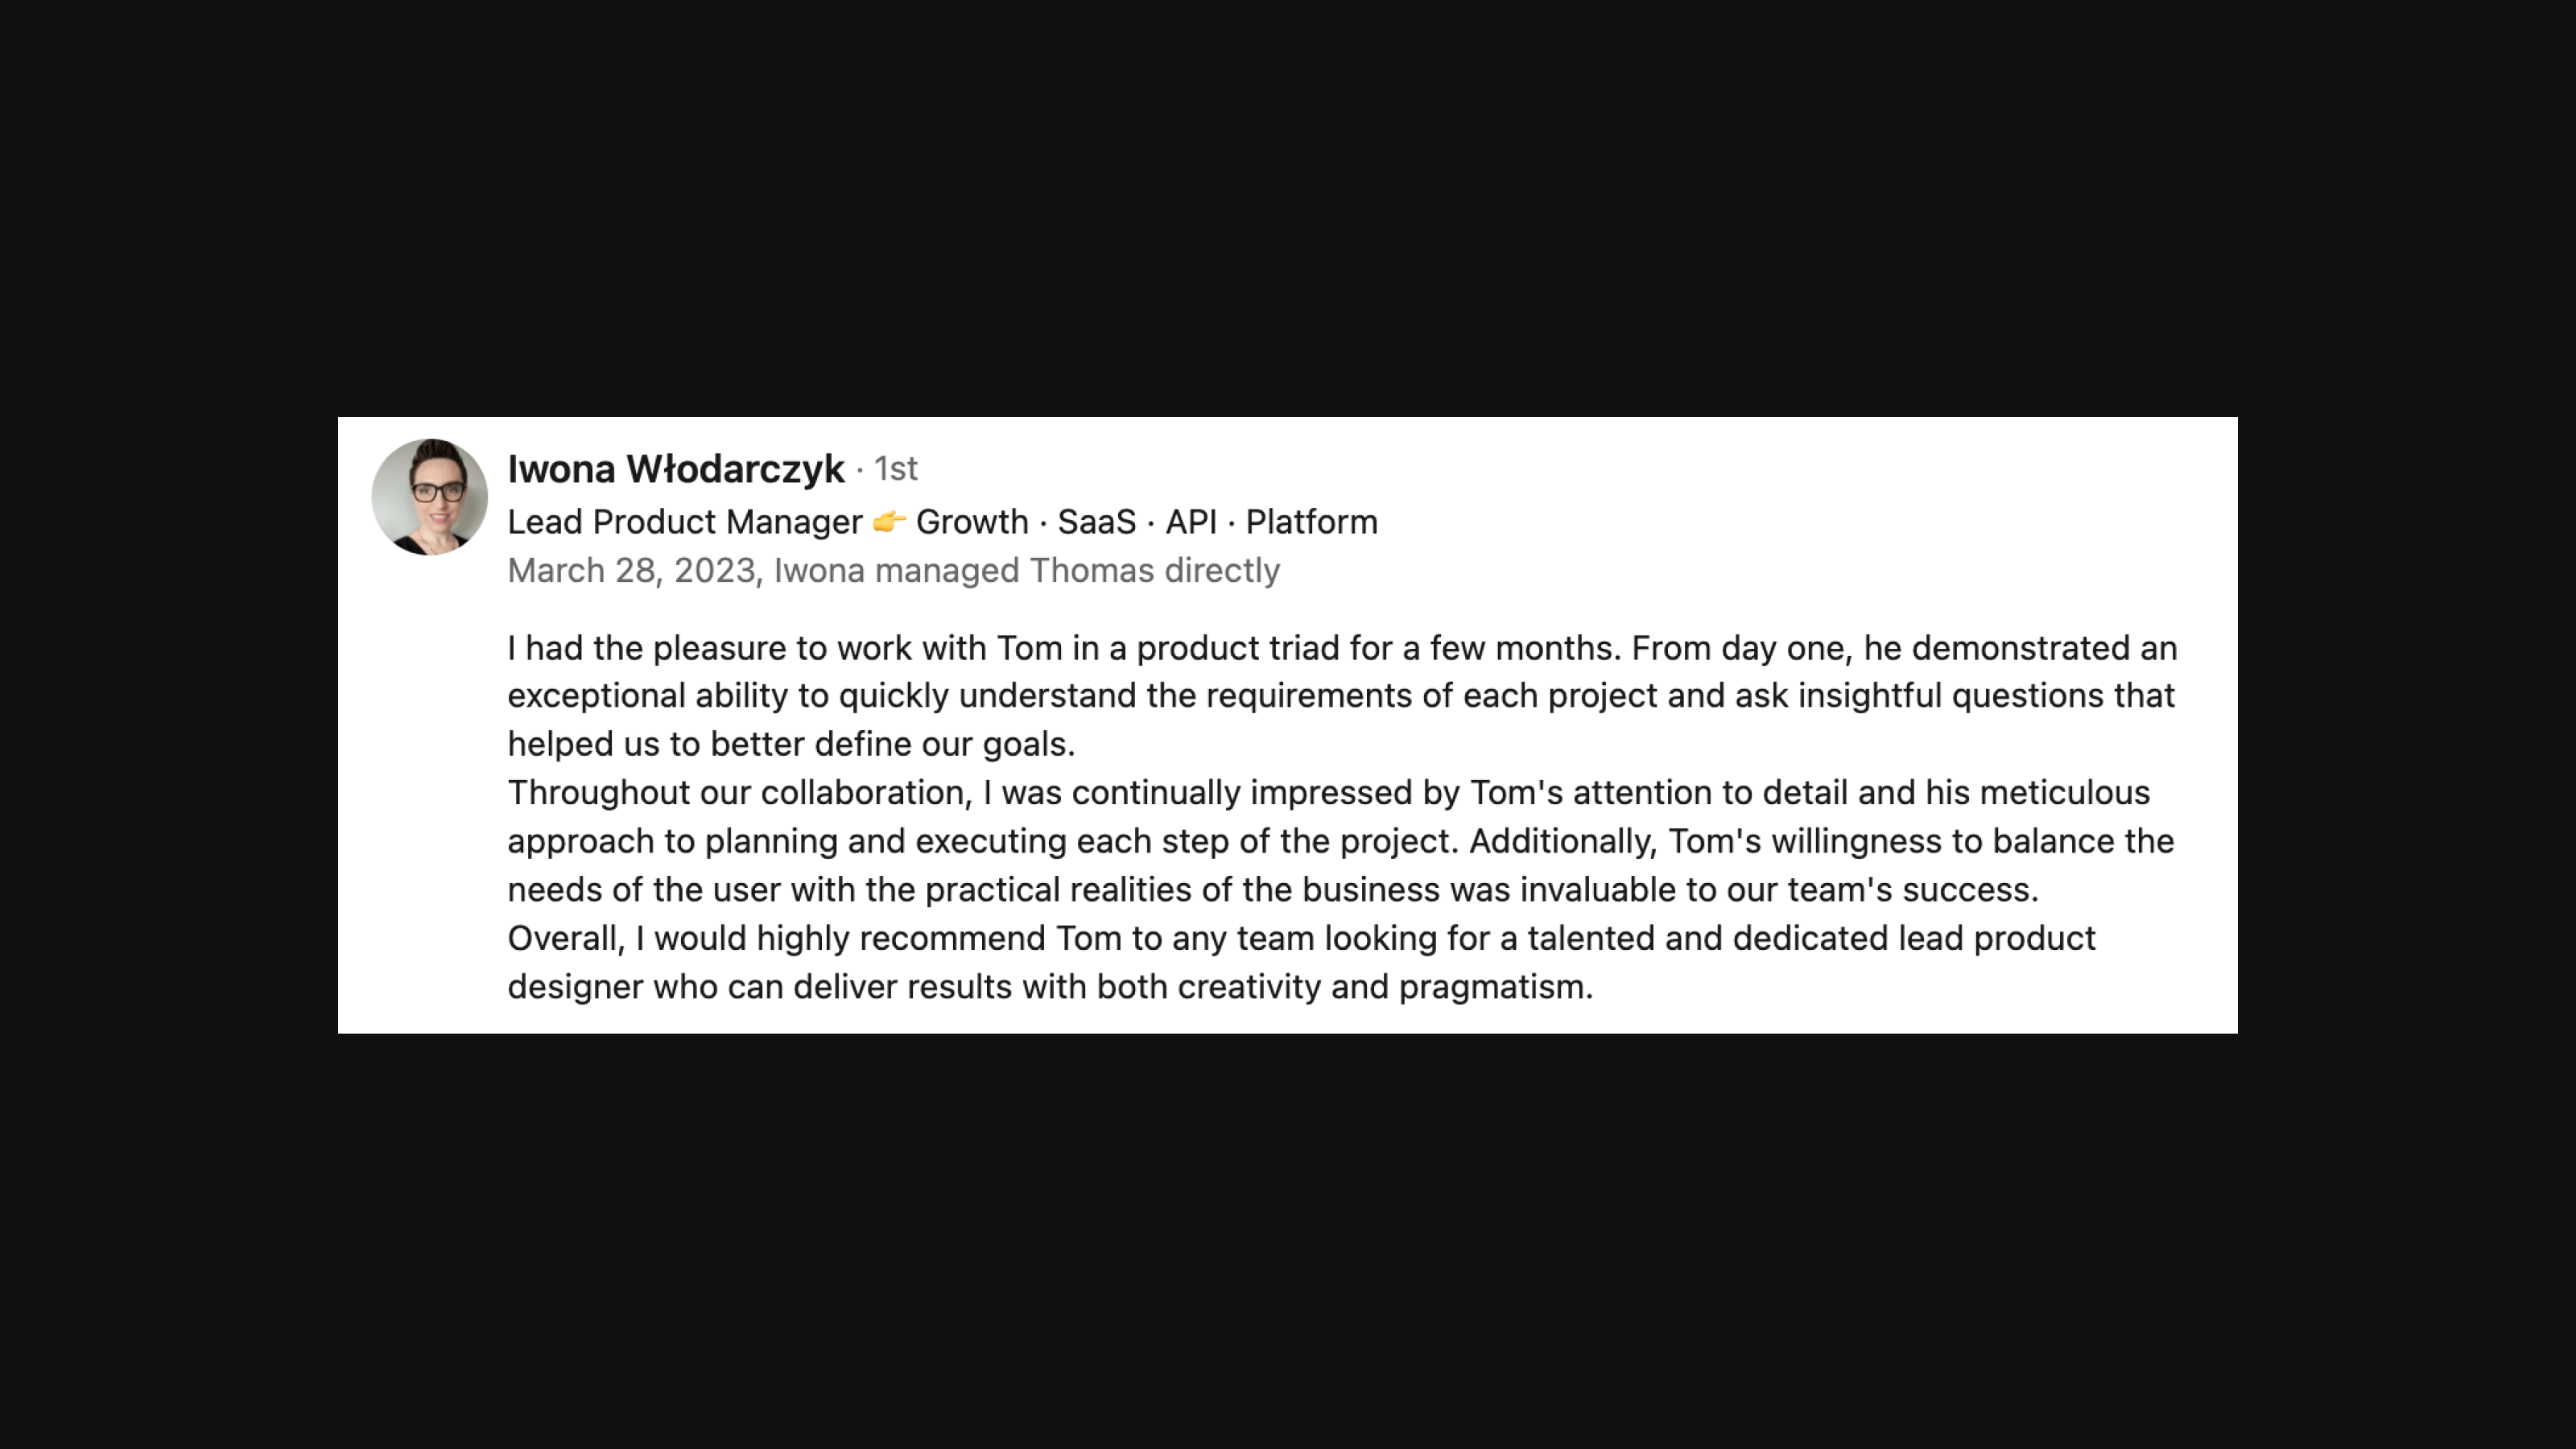 Iwona Włodarczyk · 1st
Lead Product Manager 👉 Growth · SaaS · API · Platform
March 28, 2023, Iwona managed Thomas directly
I had the pleasure to work with Tom in a product triad for a few months. From day one, he demonstrated an
exceptional ability to quickly understand the requirements of each project and ask insightful questions that
helped us to better define our goals.
Throughout our collaboration, I was continually impressed by Tom's attention to detail and his meticulous
approach to planning and executing each step of the project. Additionally, Tom's willingness to balance the
needs of the user with the practical realities of the business was invaluable to our team's success.
Overall, I would highly recommend Tom to any team looking for a talented and dedicated lead product
designer who can deliver results with both creativity and pragmatism.